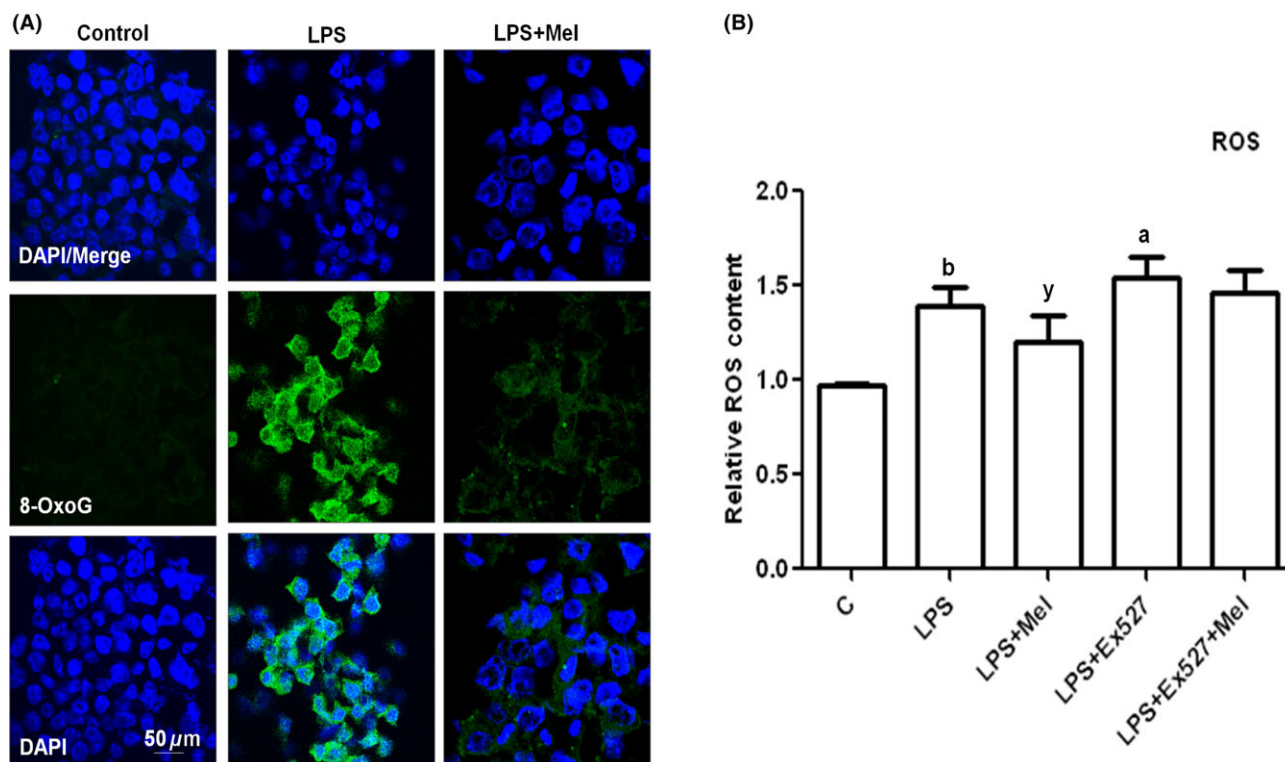 (A)
Control LPS LPS+Mel
DAPI/Merge
8-OxoG
DAPI
50 µm
(B)
ROS
Relative ROS content
2.0
1.5
1.0
0.5
0.0
b
y
a
C
LPS
LPS+Mel
LPS+Ex527
LPS+Ex527+Mel